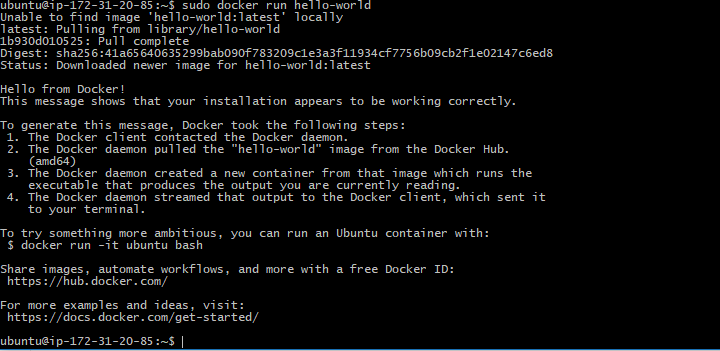 ubuntu@ip-172-31-20-85:~$ sudo docker run hello-world
Unable to find image 'hello-world:latest' locally
latest: Pulling from library/hello-world
1b930d010525: Pull complete
Digest: sha256:41a65640635299bab090f783209c1e3a3f11934cf7756b09cb2f1e02147c6ed8
Status: Downloaded newer image for hello-world:latest

Hello from Docker!
This message shows that your installation appears to be working correctly.

To generate this message, Docker took the following steps:
 1. The Docker client contacted the Docker daemon.
 2. The Docker daemon pulled the "hello-world" image from the Docker Hub.
    (amd64)
 3. The Docker daemon created a new container from that image which runs the
    executable that produces the output you are currently reading.
 4. The Docker daemon streamed that output to the Docker client, which sent it
    to your terminal.

To try something more ambitious, you can run an Ubuntu container with:
 $ docker run -it ubuntu bash

Share images, automate workflows, and more with a free Docker ID:
 https://hub.docker.com/

For more examples and ideas, visit:
 https://docs.docker.com/get-started/

ubuntu@ip-172-31-20-85:~$